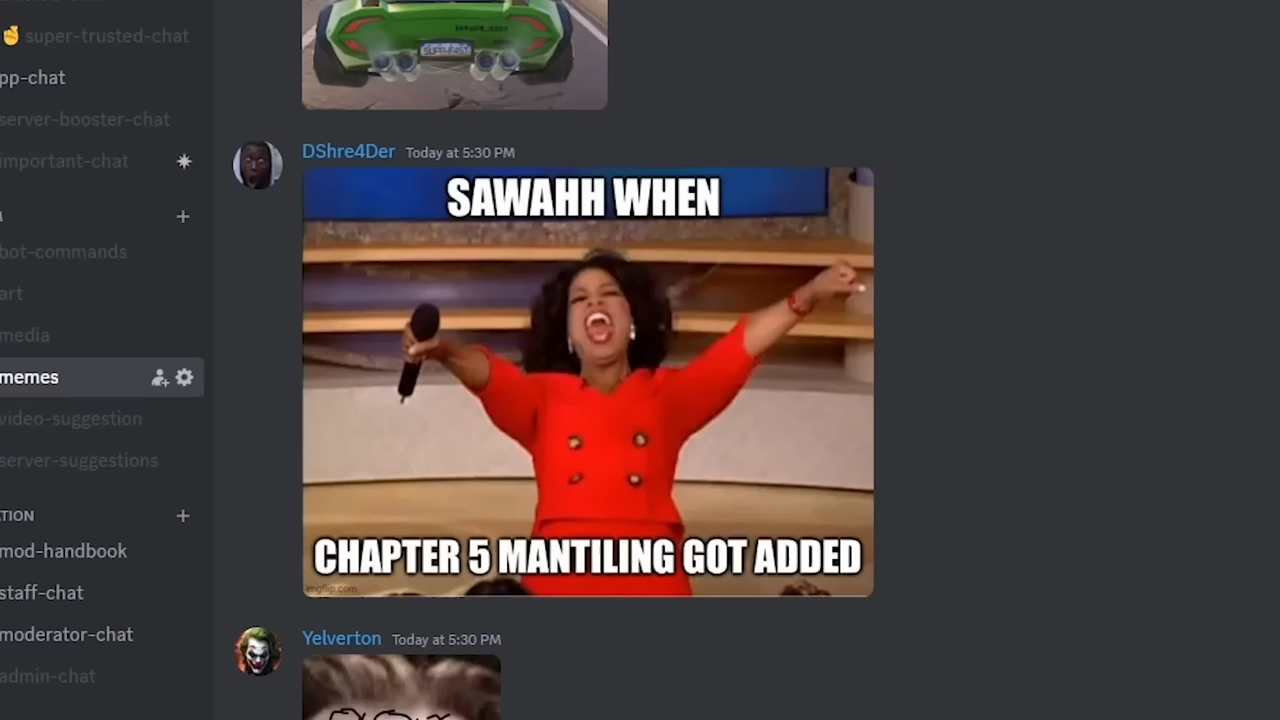 super-trusted-chat
pp-chat
server-booster-chat
important-chat
bot-commands
art
media
memes
video-suggestion
server-suggestions
TION
mod-handbook
staff-chat
moderator-chat
admin-chat
DShre4Der Today at 5:30 PM
SAWAHH WHEN
CHAPTER 5 MANTILING GOT ADDED
imgflip.com
Yelverton Today at 5:30 PM